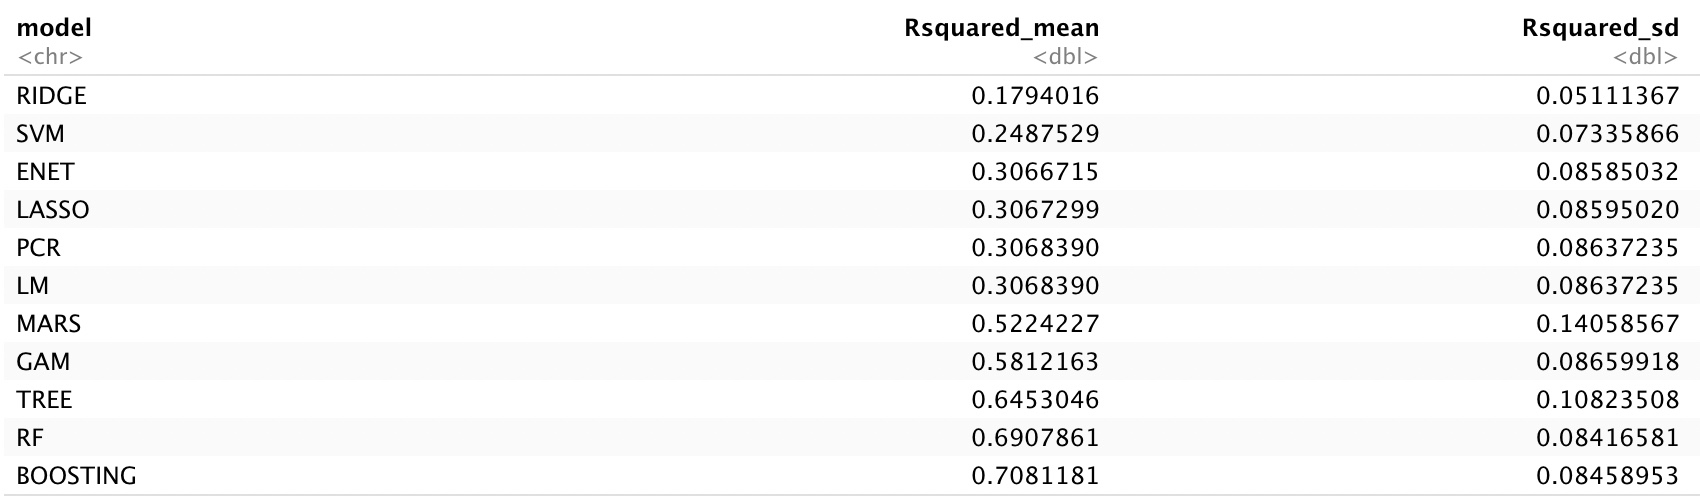 model Rsquared_mean Rsquared_sd
<chr> <dbl> <dbl>
RIDGE 0.1794016 0.05111367
SVM 0.2487529 0.07335866
ENET 0.3066715 0.08585032
LASSO 0.3067299 0.08595020
PCR 0.3068390 0.08637235
LM 0.3068390 0.08637235
MARS 0.5224227 0.14058567
GAM 0.5812163 0.08659918
TREE 0.6453046 0.10823508
RF 0.6907861 0.08416581
BOOSTING 0.7081181 0.08458953